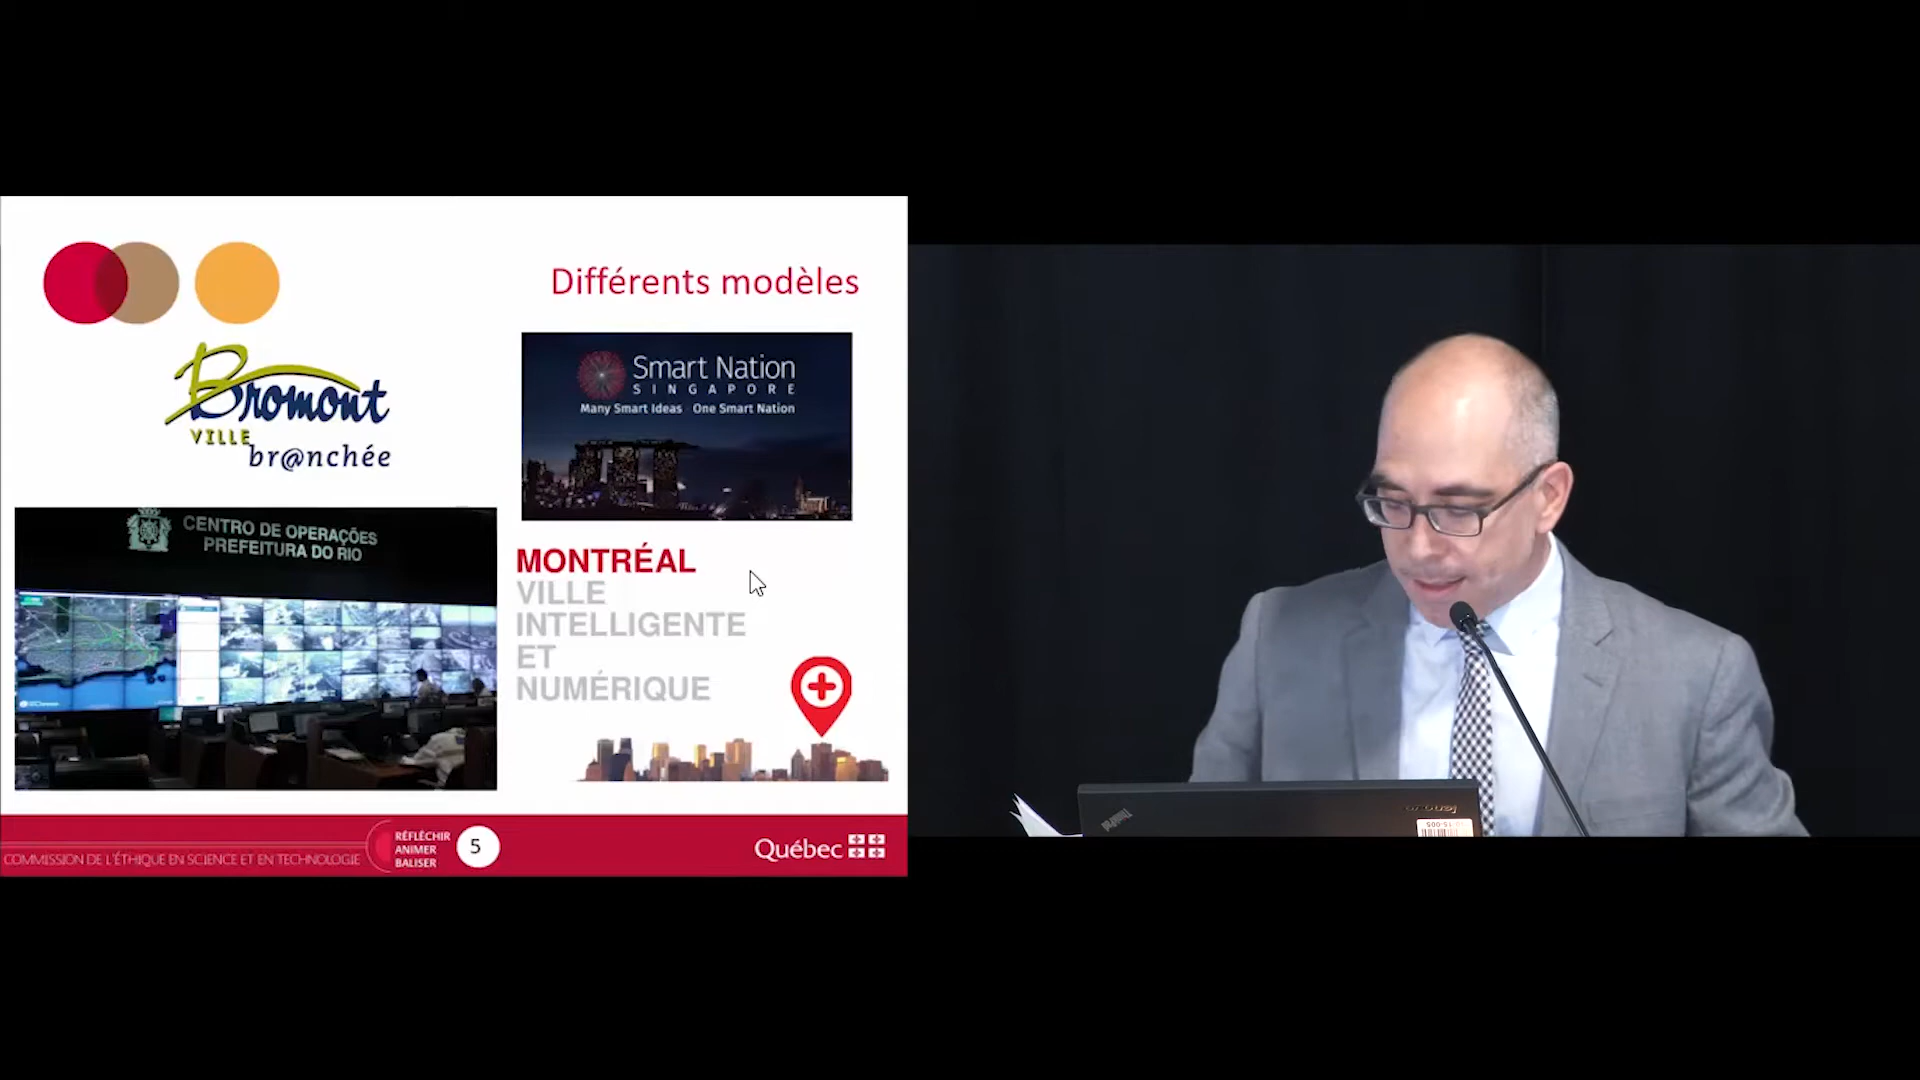 Différents modèles
Bromont
VILLE
br@nchée
Smart Nation
SINGAPORE
Many Smart Ideas One Smart Nation
CENTRO DE OPERAÇÕES
PREFEITURA DO RIO
MONTRÉAL
VILLE
INTELLIGENTE
ET
NUMÉRIQUE
COMMISSION DE L'ÉTHIQUE EN SCIENCE ET EN TECHNOLOGIE
RÉFLÉCHIR
ANIMER
BALISER
5
Québec
ThinkPad
lenovo